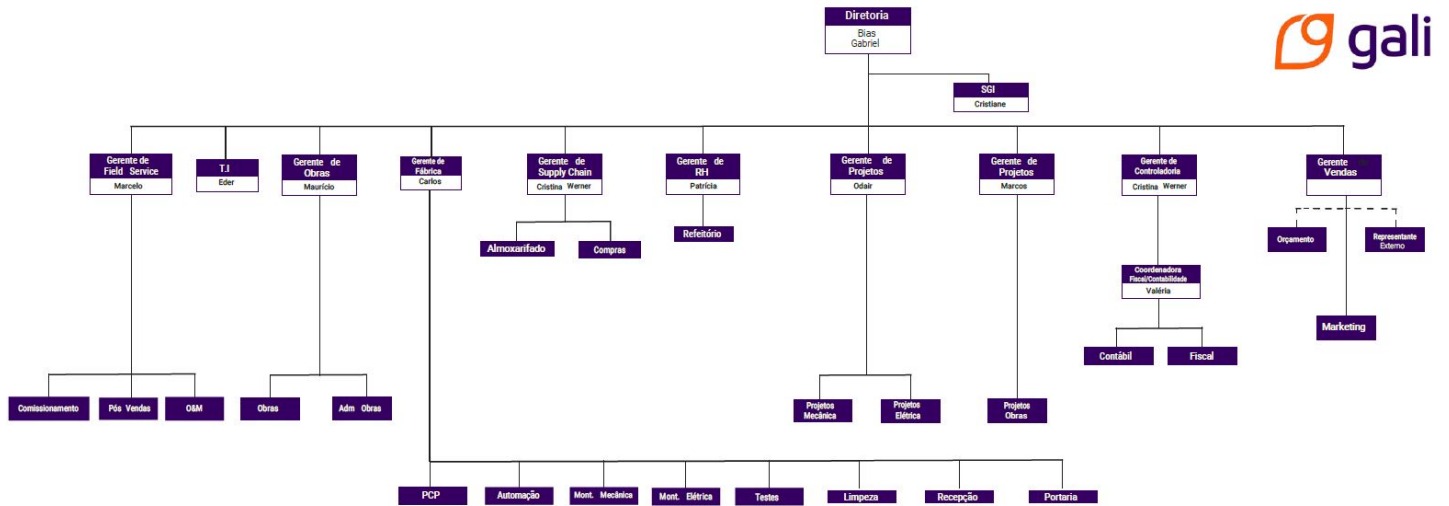 Diretoria
Bias
Gabriel
gali
SGI
Cristiane
Gerente de
Field Service
Marcelo
T.I
Eder
Gerente de
Obras
Maurício
Gerente de
Fábrica
Carlos
Gerente de
Supply Chain
Cristina Werner
Gerente de
RH
Patrícia
Gerente de
Projetos
Odair
Gerente de
Projetos
Marcos
Gerente de
Controladoria
Cristina Werner
Gerente
Vendas
Almoxarifado
Compras
Refeitório
Orçamento
Representante
Externo
Coordenadora
Fiscal/Contabilidade
Valéria
Marketing
Contábil
Fiscal
Comissionamento
Pós Vendas
O&M
Obras
Adm Obras
Projetos
Mecânica
Projetos
Elétrica
Projetos
Obras
PCP
Automação
Mont. Mecânica
Mont. Elétrica
Testes
Limpeza
Recepção
Portaria